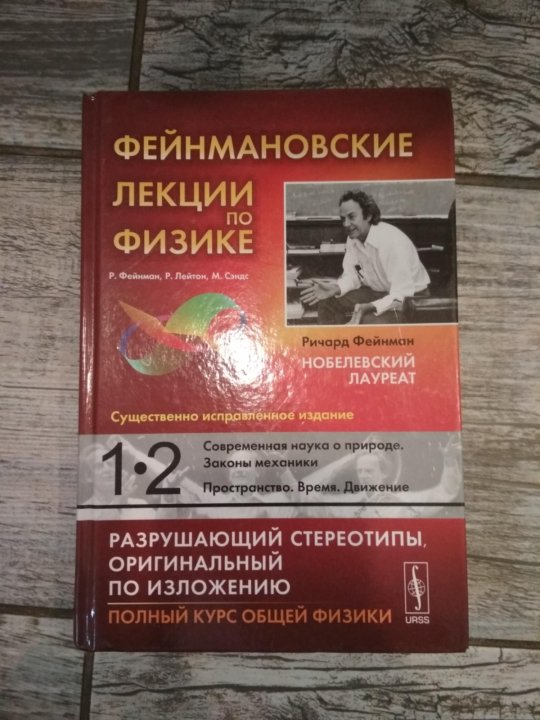 ФЕЙНМАНОВСКИЕ
ЛЕКЦИИ
ПО
ФИЗИКЕ
Р. Фейнман, Р. Лейтон, М. Сэндс
Ричард Фейнман
НОБЕЛЕВСКИЙ
ЛАУРЕАТ
Существенно исправленное издание
1•2
Современная наука о природе.
Законы механики
Пространство. Время. Движение
РАЗРУШАЮЩИЙ СТЕРЕОТИПЫ,
ОРИГИНАЛЬНЫЙ
ПО ИЗЛОЖЕНИЮ
ПОЛНЫЙ КУРС ОБЩЕЙ ФИЗИКИ
URSS